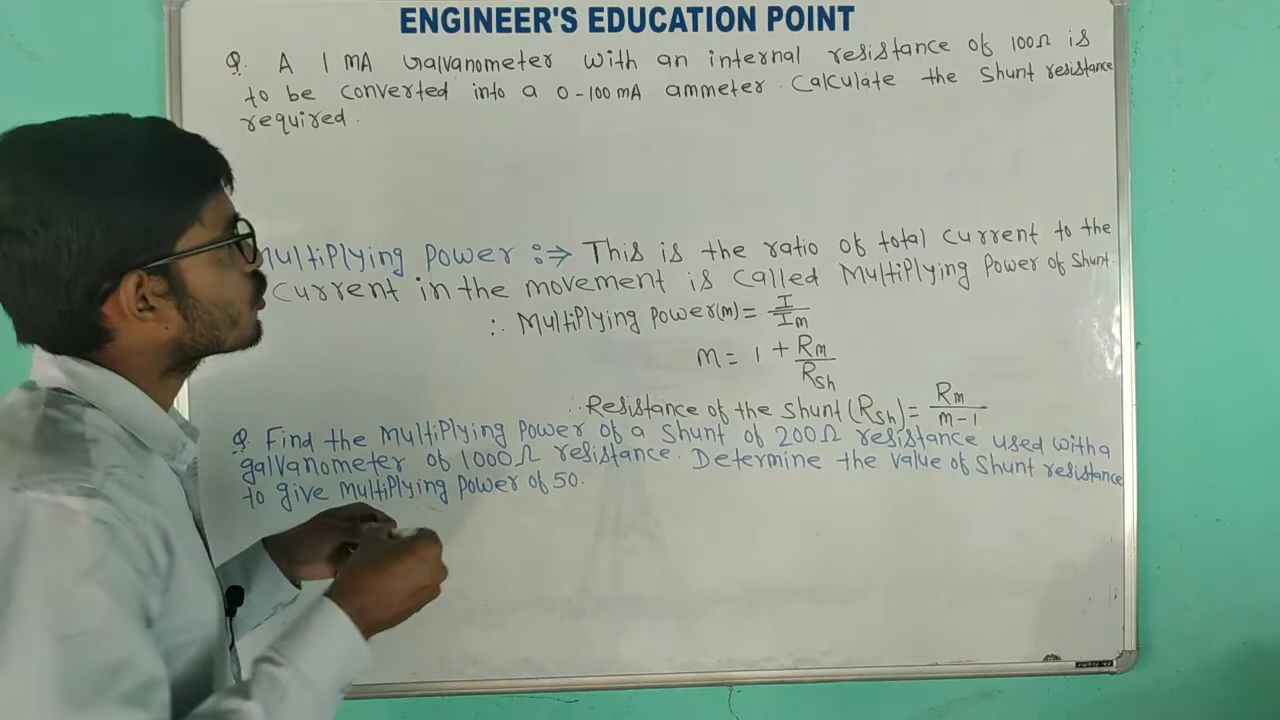 ENGINEER'S EDUCATION POINT
Q. A 1 MA Galvanometer with an internal resistance of 100Ω is
to be converted into a 0-100 mA ammeter. Calculate the Shunt resistance
required.
Multiplying Power :⇒ This is the ratio of total current to the
current in the movement is called Multiplying Power of Shunt.
∴ Multiplying Power(m) = I/Im
m = 1 + Rm/Rsh
∴ Resistance of the shunt (Rsh) = Rm/m-1
Q. Find the Multiplying Power of a Shunt of 200Ω resistance used with a
galvanometer of 1000Ω resistance. Determine the value of Shunt resistance
to give Multiplying Power of 50.